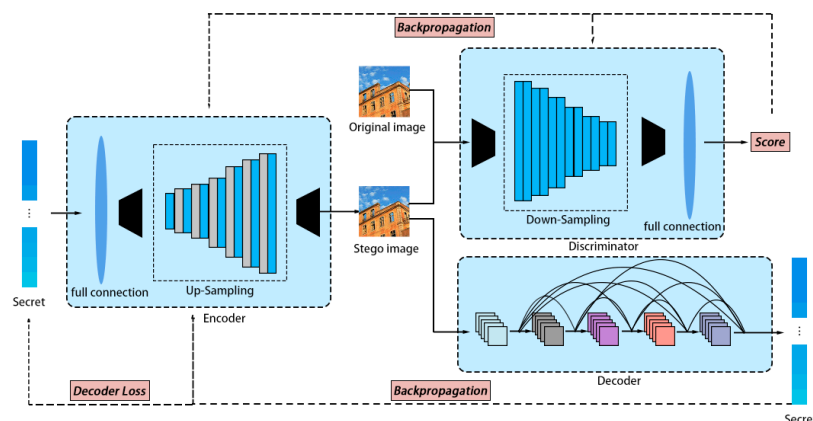 Backpropagation
Original image
Score
⋮
Stego image
Down-Sampling
full connection
Discriminator
full connection
Up-Sampling
Secret
Encoder
⋮
Decoder Loss
Backpropagation
Decoder
Secre